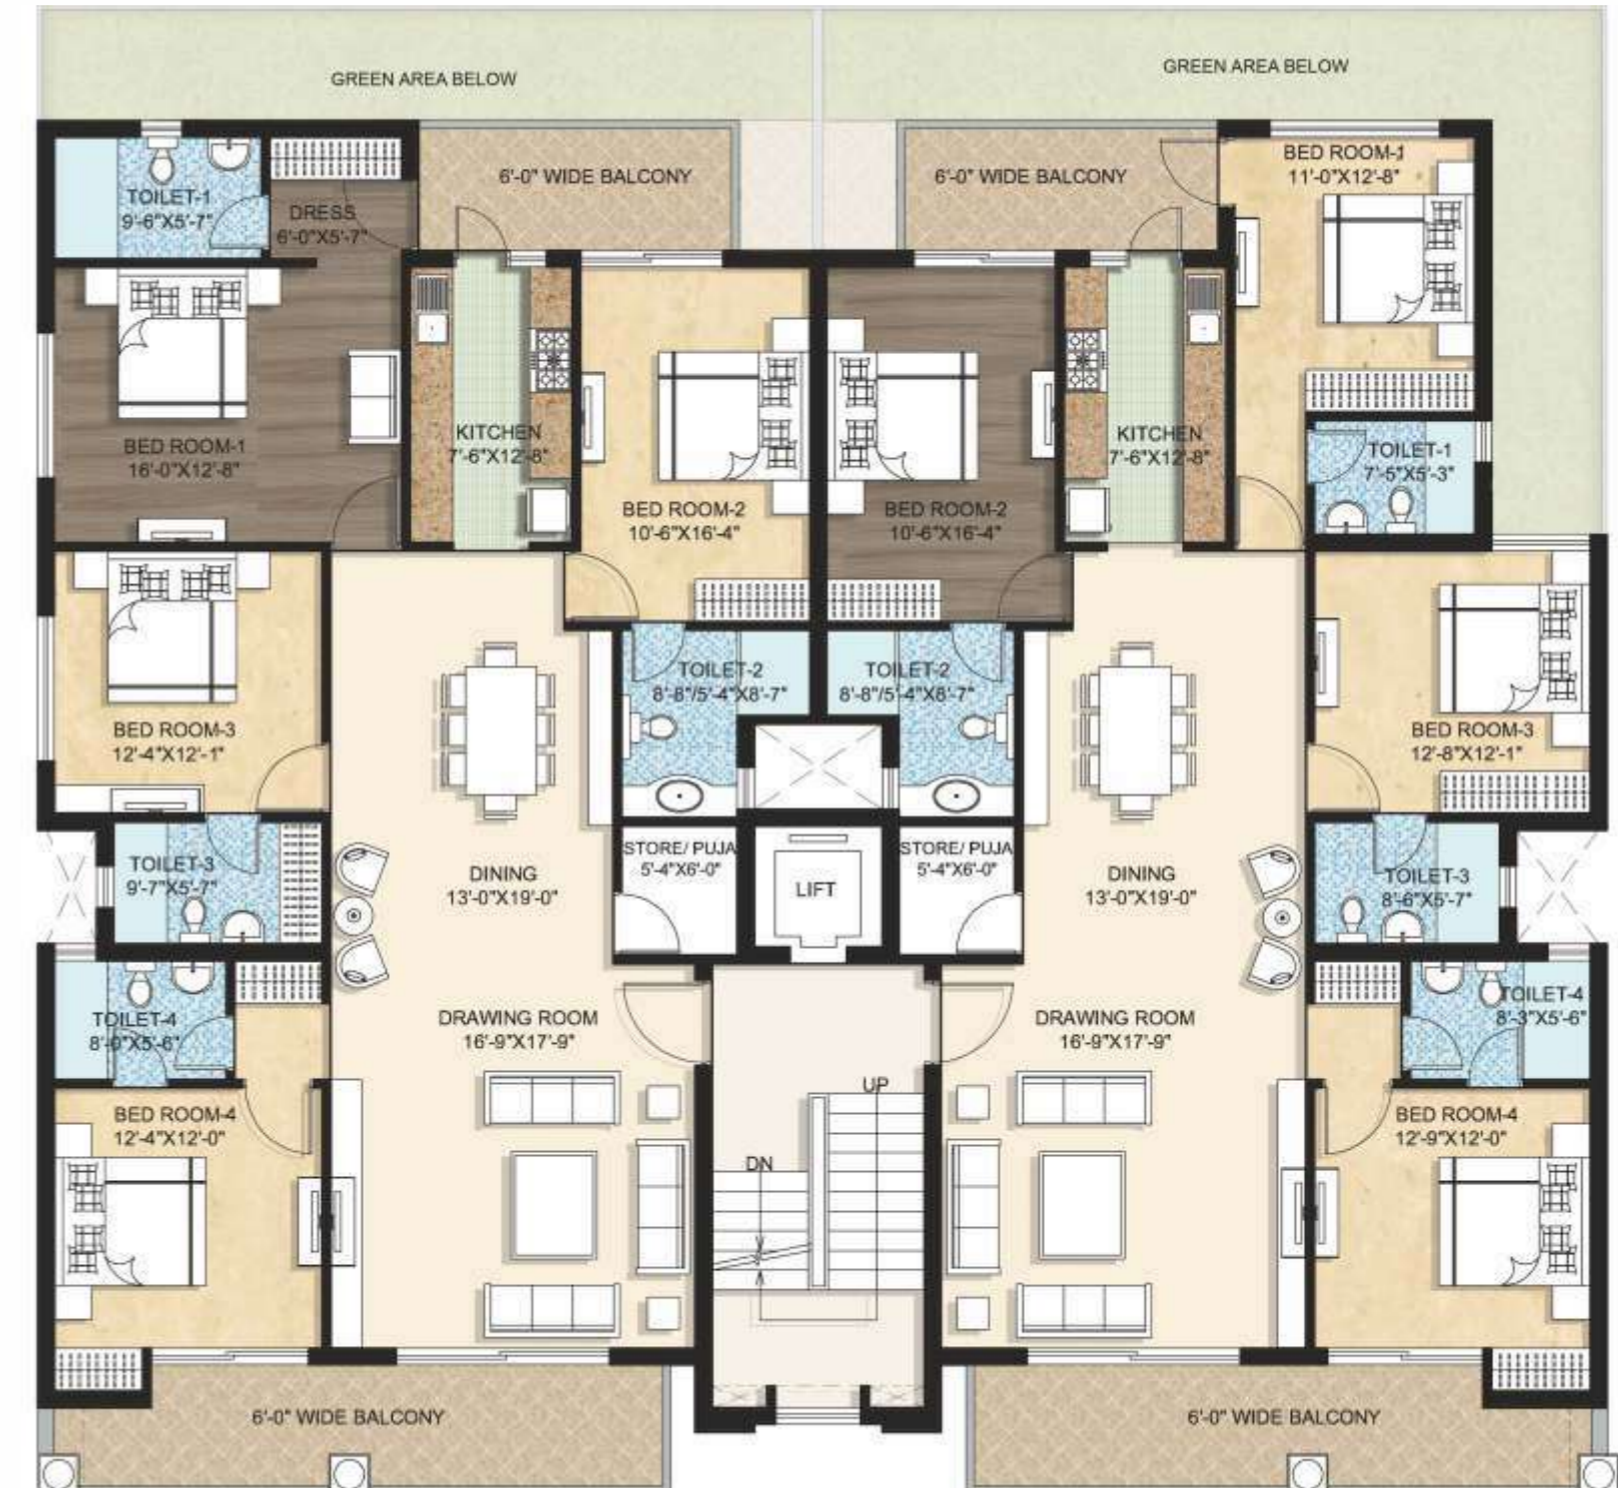 GREEN AREA BELOW
GREEN AREA BELOW
TOILET-1
9'-6"X5'-7"
DRESS
6'-0"X5'-7"
6'-0" WIDE BALCONY
6'-0" WIDE BALCONY
BED ROOM-1
11'-0"X12'-8"
BED ROOM-1
16'-0"X12'-8"
KITCHEN
7'-6"X12'-8"
BED ROOM-2
10'-6"X16'-4"
BED ROOM-2
10'-6"X16'-4"
KITCHEN
7'-6"X12'-8"
TOILET-1
7'-5"X5'-3"
BED ROOM-3
12'-4"X12'-1"
TOILET-2
8'-8"/5'-4"X8'-7"
TOILET-2
8'-8"/5'-4"X8'-7"
BED ROOM-3
12'-8"X12'-1"
TOILET-3
9'-7"X5'-7"
DINING
13'-0"X19'-0"
STORE/ PUJA
5'-4"X6'-0"
LIFT
STORE/ PUJA
5'-4"X6'-0"
DINING
13'-0"X19'-0"
TOILET-3
8'-6"X5'-7"
TOILET-4
8'-0"X5'-6"
DRAWING ROOM
16'-9"X17'-9"
DRAWING ROOM
16'-9"X17'-9"
TOILET-4
8'-3"X5'-6"
BED ROOM-4
12'-4"X12'-0"
UP
DN
BED ROOM-4
12'-9"X12'-0"
6'-0" WIDE BALCONY
6'-0" WIDE BALCONY